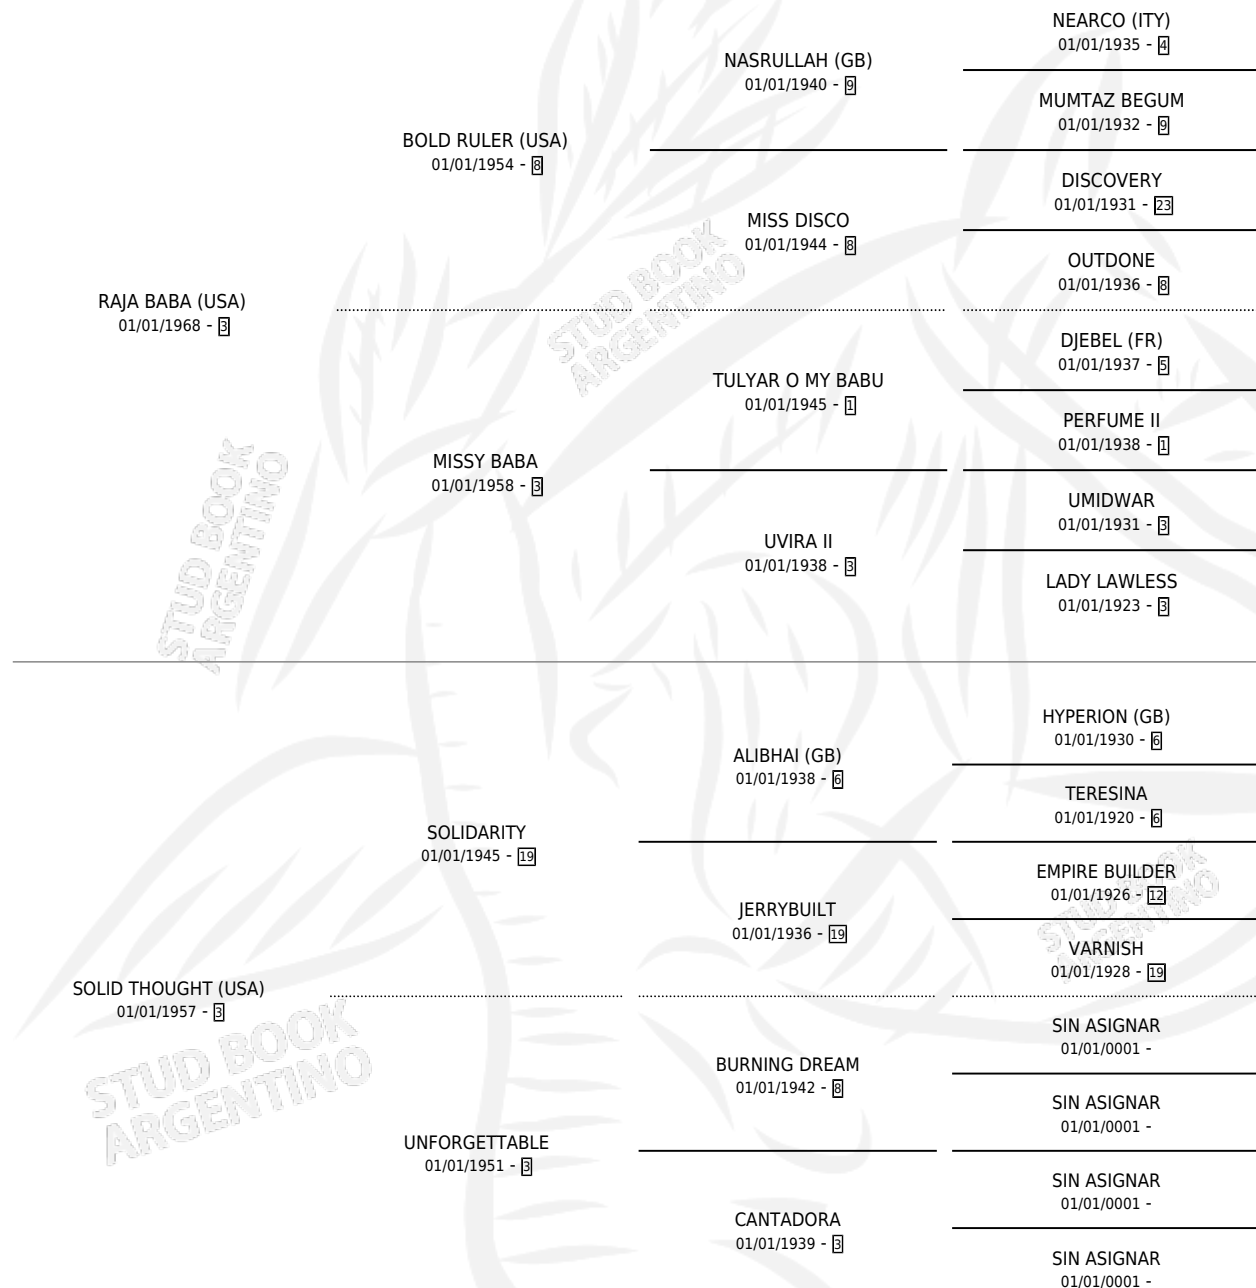 NEARCO (ITY)
01/01/1935 - 4
NASRULLAH (GB)
01/01/1940 - 9
MUMTAZ BEGUM
01/01/1932 - 9
BOLD RULER (USA)
01/01/1954 - 8
DISCOVERY
01/01/1931 - 23
MISS DISCO
01/01/1944 - 8
OUTDONE
01/01/1936 - 8
RAJA BABA (USA)
01/01/1968 - 3
DJEBEL (FR)
01/01/1937 - 5
TULYAR O MY BABU
01/01/1945 - 1
PERFUME II
01/01/1938 - 1
MISSY BABA
01/01/1958 - 3
UMIDWAR
01/01/1931 - 3
UVIRA II
01/01/1938 - 3
LADY LAWLESS
01/01/1923 - 3
HYPERION (GB)
01/01/1930 - 6
ALIBHAI (GB)
01/01/1938 - 6
TERESINA
01/01/1920 - 6
SOLIDARITY
01/01/1945 - 19
EMPIRE BUILDER
01/01/1926 - 12
JERRYBUILT
01/01/1936 - 19
VARNISH
01/01/1928 - 19
SOLID THOUGHT (USA)
01/01/1957 - 3
SIN ASIGNAR
01/01/0001 -
BURNING DREAM
01/01/1942 - 8
SIN ASIGNAR
01/01/0001 -
UNFORGETTABLE
01/01/1951 - 3
SIN ASIGNAR
01/01/0001 -
CANTADORA
01/01/1939 - 3
SIN ASIGNAR
01/01/0001 -
STUD BOOK
ARGENTINO
STUD BOOK
ARGENTINO
STUD BOOK
ARGENTINO
STUD BOOK
ARGENTINO